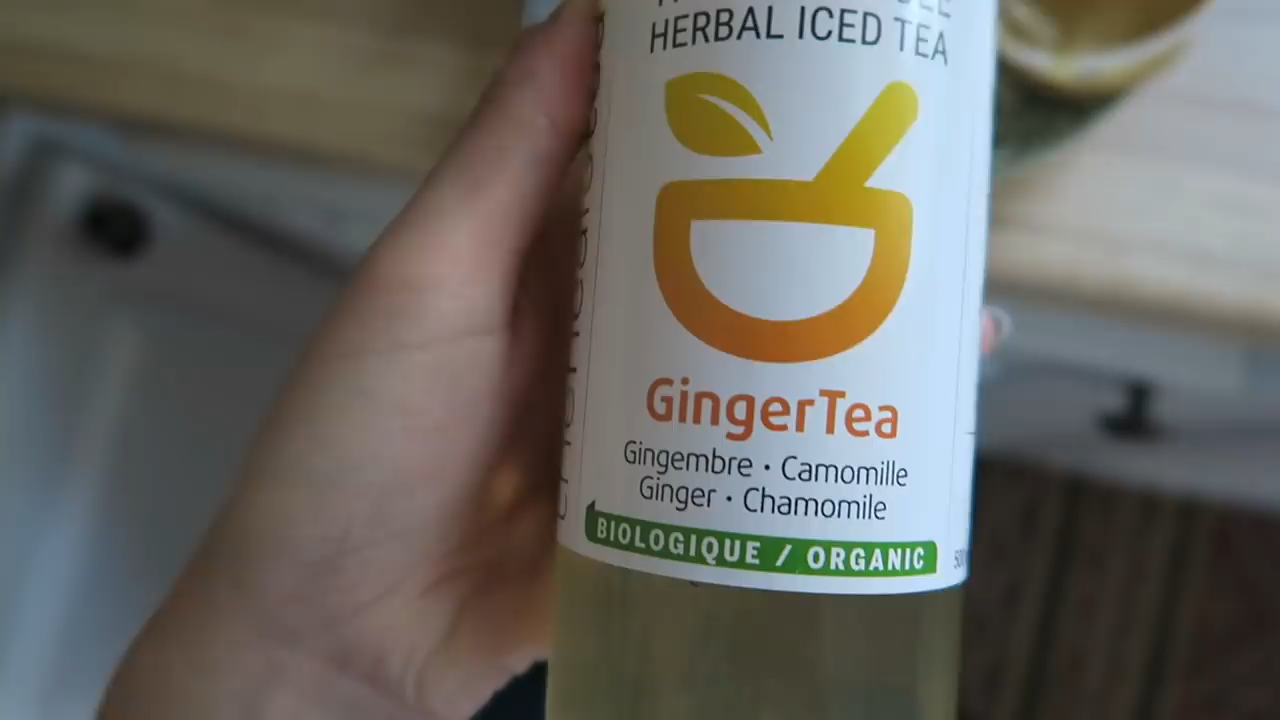 HERBAL ICED TEA
GingerTea
Gingembre · Camomille
Ginger · Chamomile
BIOLOGIQUE / ORGANIC